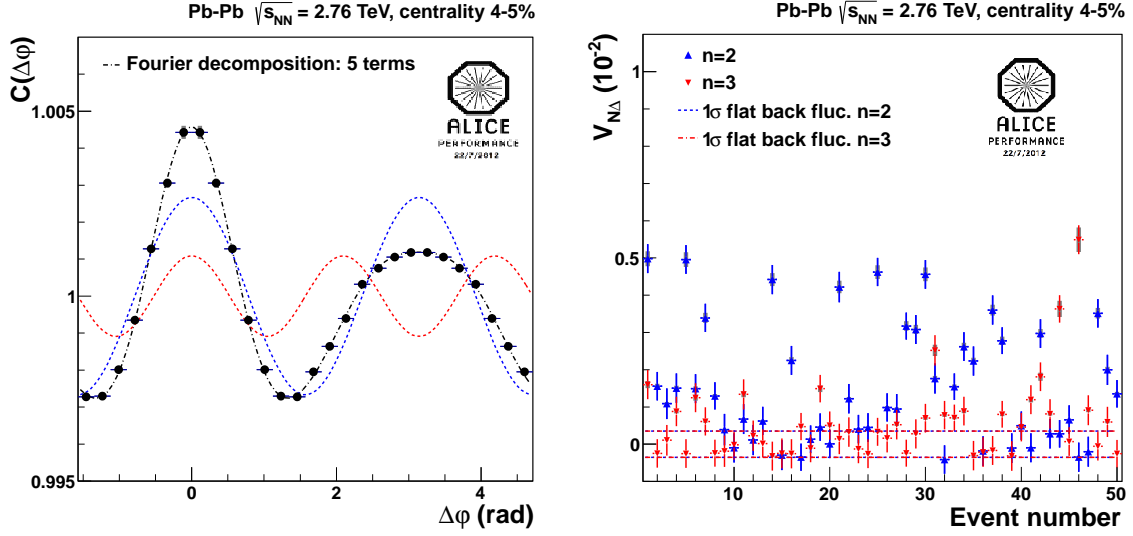 Pb-Pb √sNN = 2.76 TeV, centrality 4-5%
C(Δφ)
Fourier decomposition: 5 terms
ALICE
PERFORMANCE
22/7/2012
1.005
1
0.995
0 2 4
Δφ (rad)
Pb-Pb √sNN = 2.76 TeV, centrality 4-5%
VNΔ (10-2)
n=2
n=3
1σ flat back fluc. n=2
1σ flat back fluc. n=3
ALICE
PERFORMANCE
22/7/2012
1
0.5
0
10 20 30 40 50
Event number